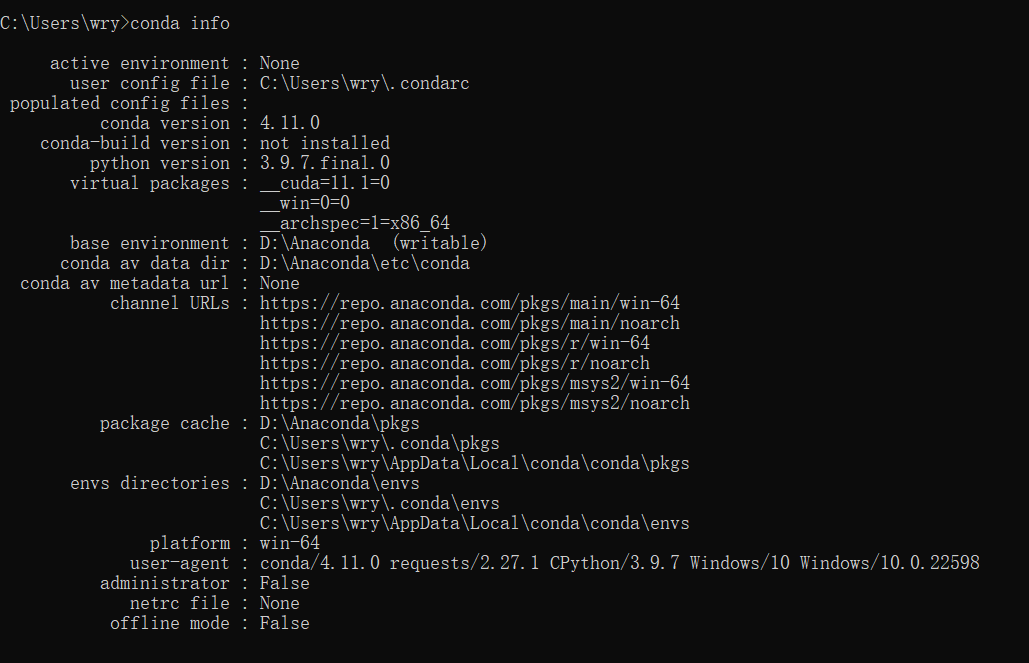 C:\Users\wry>conda info
active environment : None
user config file : C:\Users\wry\.condarc
populated config files :
conda version : 4.11.0
conda-build version : not installed
python version : 3.9.7.final.0
virtual packages : __cuda=11.1=0
__win=0=0
__archspec=1=x86_64
base environment : D:\Anaconda  (writable)
conda av data dir : D:\Anaconda\etc\conda
conda av metadata url : None
channel URLs : https://repo.anaconda.com/pkgs/main/win-64
https://repo.anaconda.com/pkgs/main/noarch
https://repo.anaconda.com/pkgs/r/win-64
https://repo.anaconda.com/pkgs/r/noarch
https://repo.anaconda.com/pkgs/msys2/win-64
https://repo.anaconda.com/pkgs/msys2/noarch
package cache : D:\Anaconda\pkgs
C:\Users\wry\.conda\pkgs
C:\Users\wry\AppData\Local\conda\conda\pkgs
envs directories : D:\Anaconda\envs
C:\Users\wry\.conda\envs
C:\Users\wry\AppData\Local\conda\conda\envs
platform : win-64
user-agent : conda/4.11.0 requests/2.27.1 CPython/3.9.7 Windows/10 Windows/10.0.22598
administrator : False
netrc file : None
offline mode : False